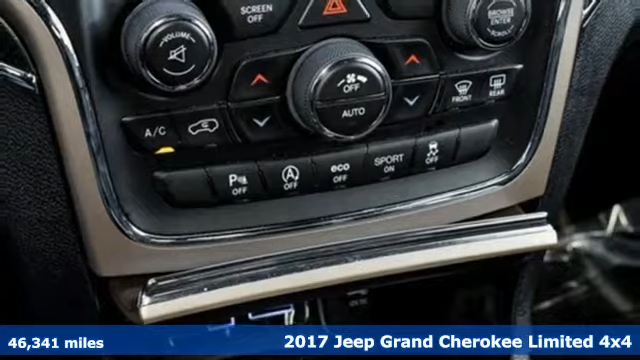 SCREEN
OFF
VOLUME
BROWSE
ENTER
SCROLL
OFF
AUTO
A/C
FRONT
REAR
P
OFF
A
OFF
eco
OFF
SPORT
ON
OFF
46,341 miles
2017 Jeep Grand Cherokee Limited 4x4